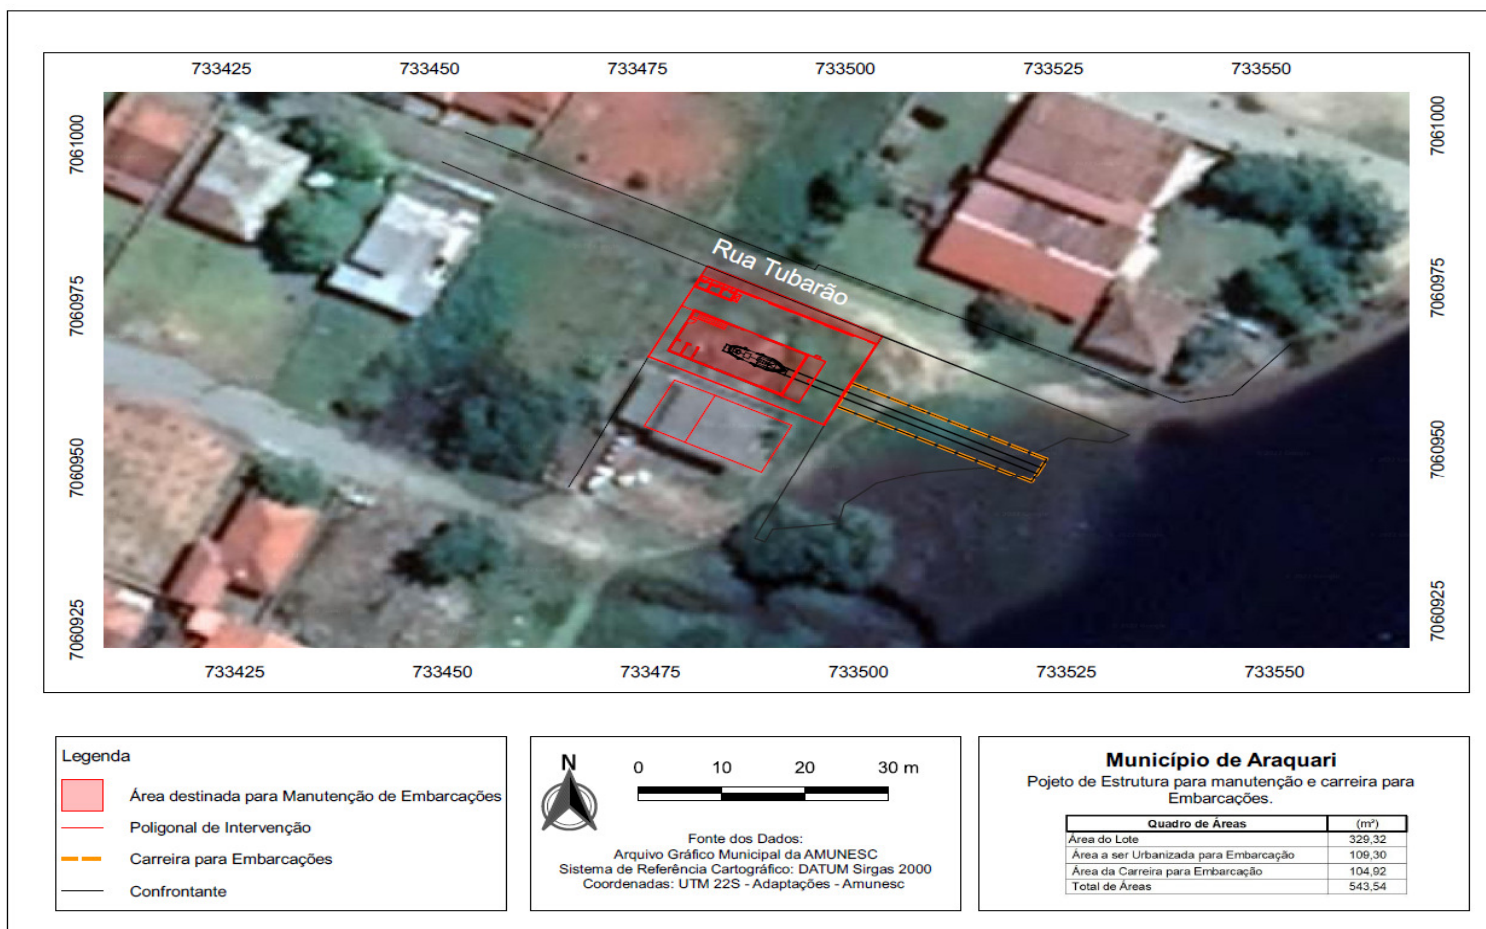 733425 733450 733475 733500 733525 733550
7061000
7060975
7060950
7060925
7061000
7060975
7060950
7060925
Rua Tubarão
733425 733450 733475 733500 733525 733550
Legenda
Área destinada para Manutenção de Embarcações
Poligonal de Intervenção
Carreira para Embarcações
Confrontante
N
0 10 20 30 m
Fonte dos Dados:
Arquivo Gráfico Municipal da AMUNESC
Sistema de Referência Cartográfico: DATUM Sirgas 2000
Coordenadas: UTM 22S - Adaptações - Amunesc
Município de Araquari
Pojeto de Estrutura para manutenção e carreira para
Embarcações.
Quadro de Áreas (m²)
Área do Lote 329,32
Área a ser Urbanizada para Embarcação 109,30
Área da Carreira para Embarcação 104,92
Total de Áreas 543,54